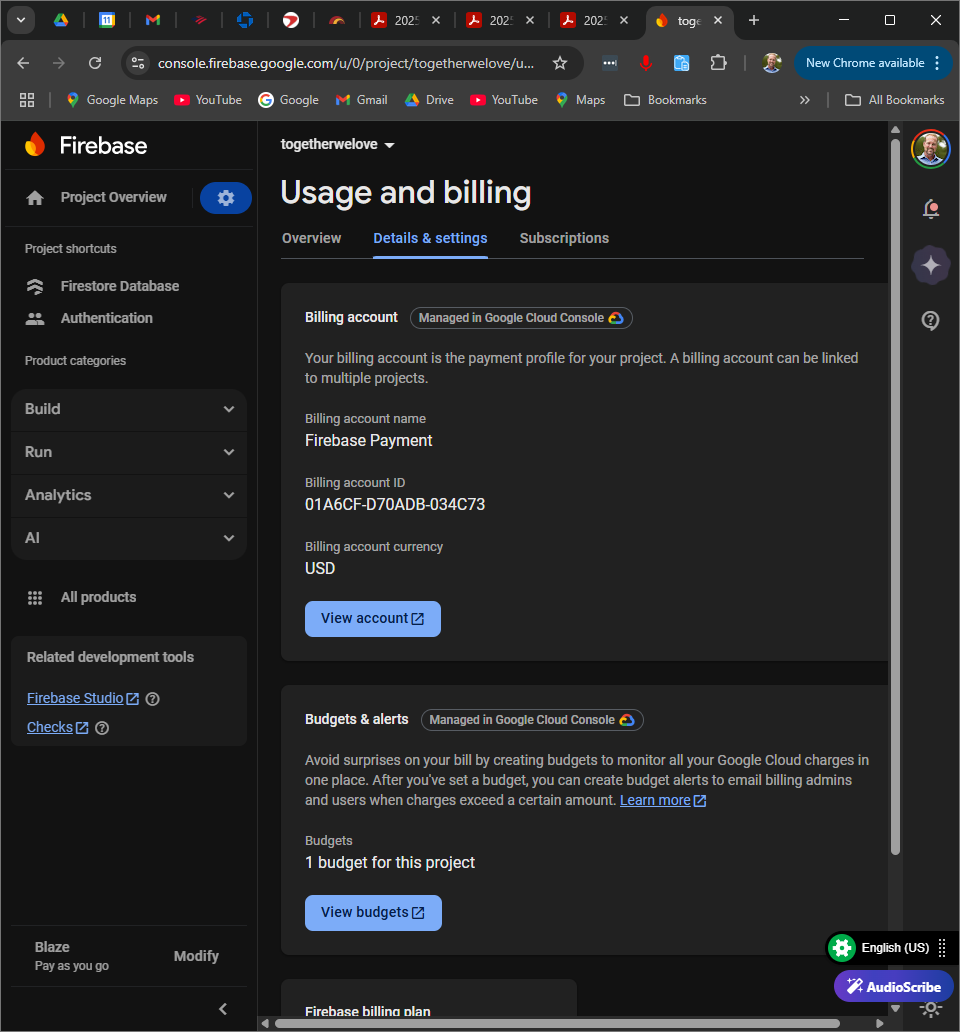 2025
2025
202
toge
console.firebase.google.com/u/0/project/togetherwelove/u...
New Chrome available
Google Maps
YouTube
Google
Gmail
Drive
YouTube
Maps
Bookmarks
All Bookmarks
Firebase
Project Overview
Project shortcuts
Firestore Database
Authentication
Product categories
Build
Run
Analytics
AI
All products
Related development tools
Firebase Studio
Checks
Blaze
Pay as you go
Modify
togetherwelove
Usage and billing
Overview
Details & settings
Subscriptions
Billing account
Managed in Google Cloud Console
Your billing account is the payment profile for your project. A billing account can be linked
to multiple projects.
Billing account name
Firebase Payment
Billing account ID
01A6CF-D70ADB-034C73
Billing account currency
USD
View account
Budgets & alerts
Managed in Google Cloud Console
Avoid surprises on your bill by creating budgets to monitor all your Google Cloud charges in
one place. After you've set a budget, you can create budget alerts to email billing admins
and users when charges exceed a certain amount. Learn more
Budgets
1 budget for this project
View budgets
Firebase billing plan
English (US)
AudioScribe